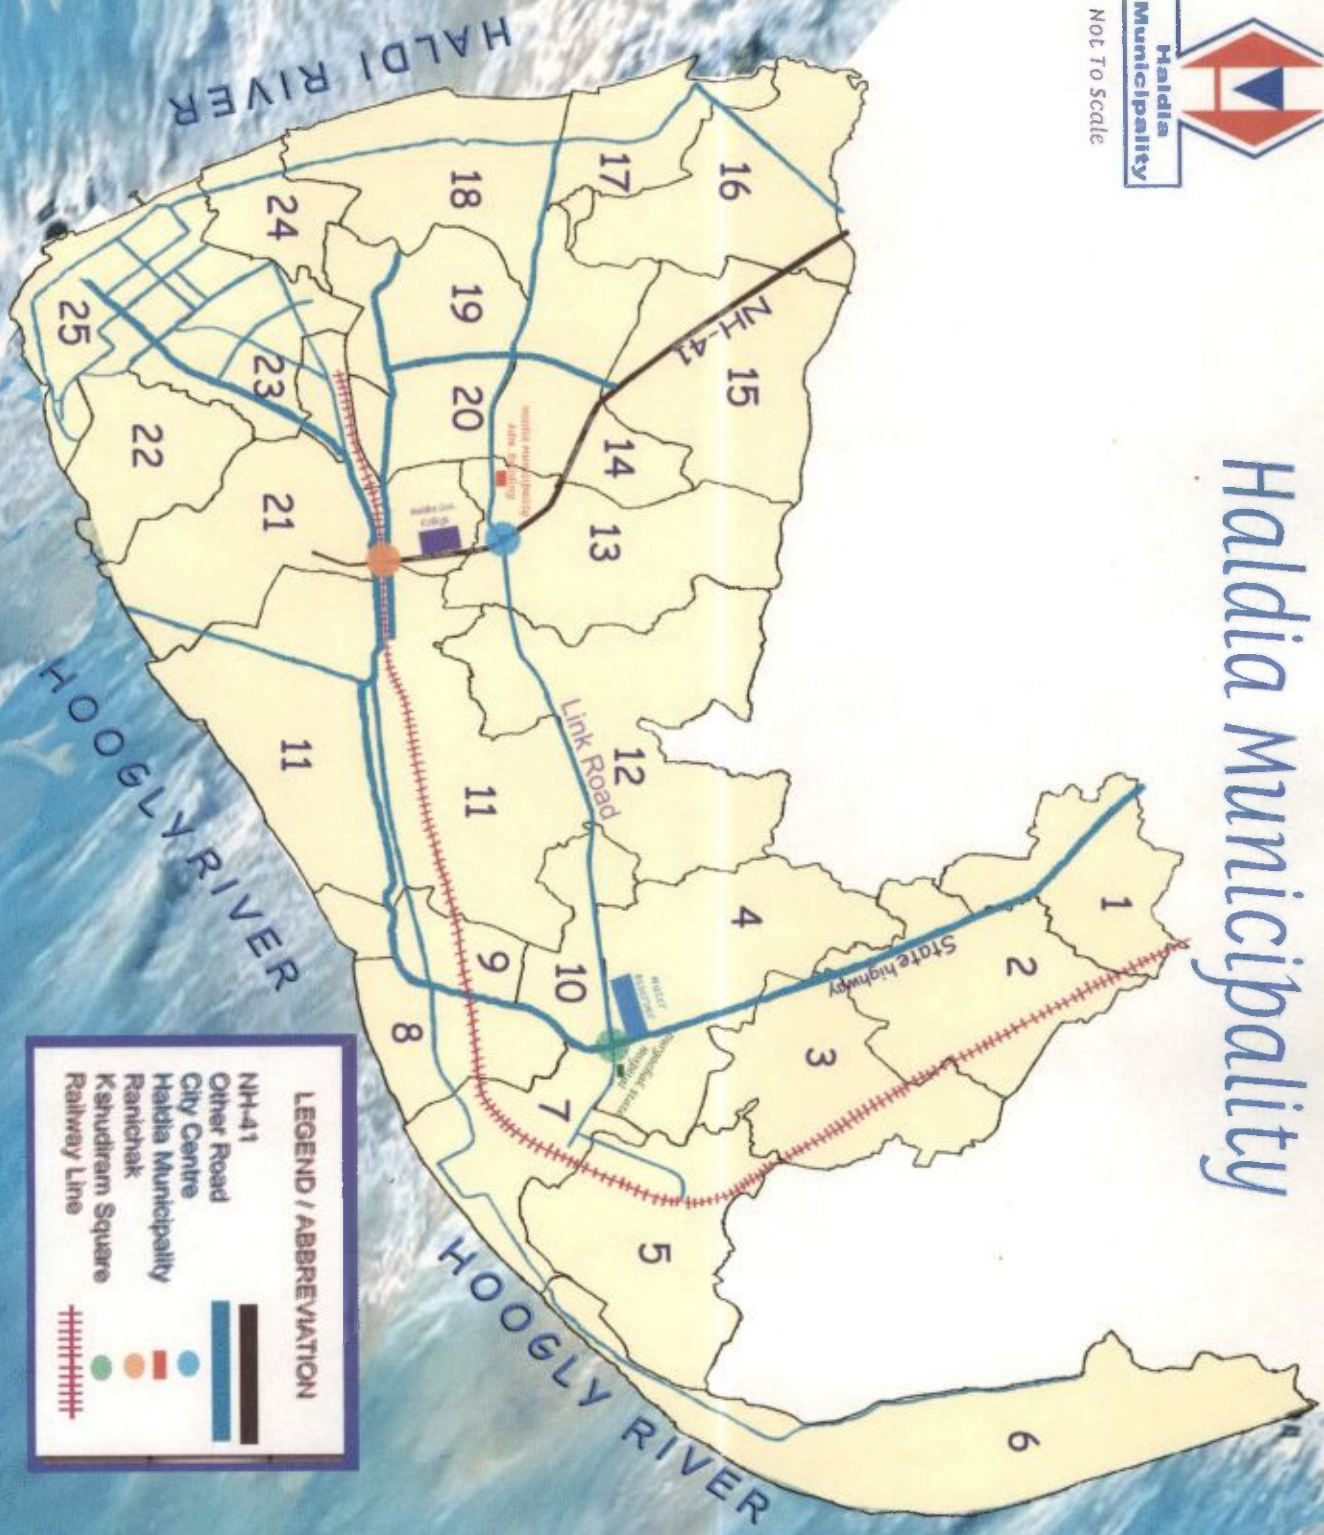 Haldia Municipality
Haldia
Municipality
Not To Scale
HALDI RIVER
HOOGLY RIVER
HOOGLY RIVER
NH-41
Link Road
State highway
1
2
3
4
5
6
7
8
9
10
11
11
12
13
14
15
16
17
18
19
20
21
22
23
24
25
water
LEGEND / ABBREVIATION
NH-41
Other Road
City Centre
Haldia Municipality
Ranichak
Kshudiram Square
Railway Line